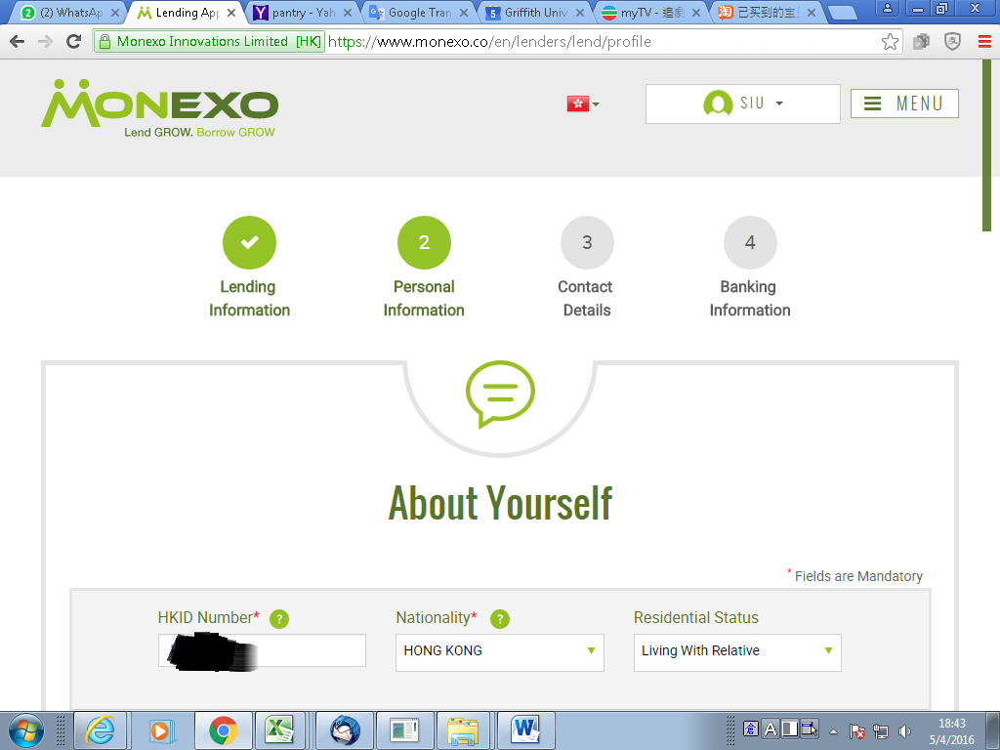 (2) WhatsAp
Lending App
pantry - Yah
Google Tran
Griffith Univ
myTV - 追劇
已买到的宝
Monexo Innovations Limited [HK] https://www.monexo.co/en/lenders/lend/profile
MONEXO
Lend GROW. Borrow GROW
SIU
MENU
2
3
4
Lending Information
Personal Information
Contact Details
Banking Information
About Yourself
* Fields are Mandatory
HKID Number* ?
Nationality* ?
Residential Status
HONG KONG
Living With Relative
18:43
5/4/2016